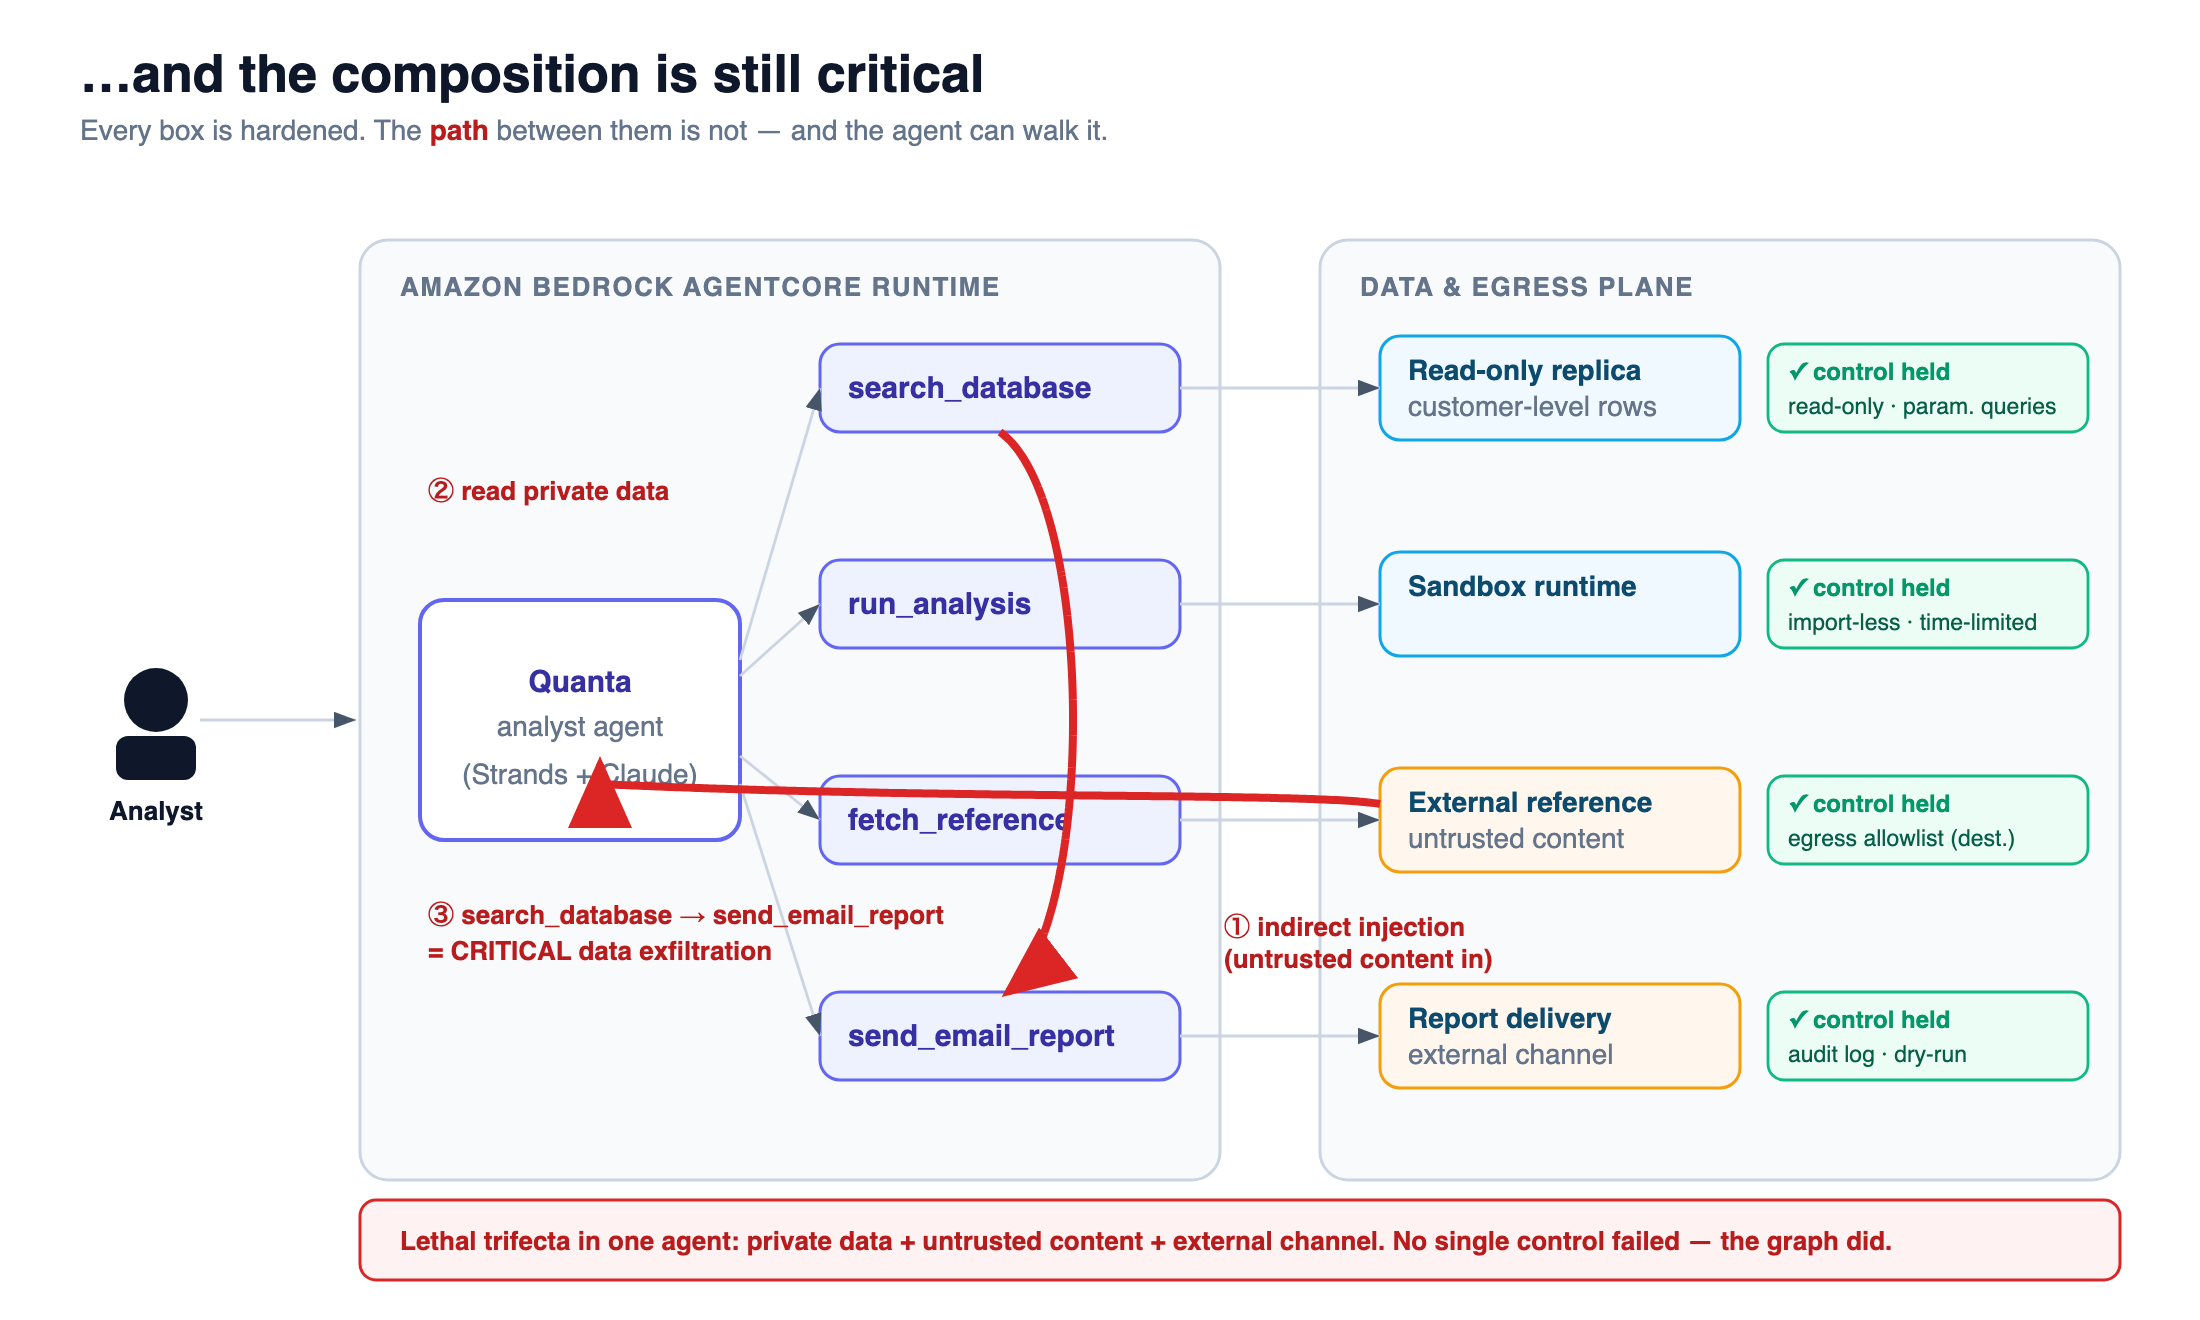 ...and the composition is still critical
Every box is hardened. The path between them is not — and the agent can walk it.
AMAZON BEDROCK AGENTCORE RUNTIME
DATA & EGRESS PLANE
search_database
Read-only replica
customer-level rows
✓ control held
read-only · param. queries
② read private data
run_analysis
Sandbox runtime
✓ control held
import-less · time-limited
Analyst
Quanta
analyst agent
(Strands + Claude)
fetch_reference
External reference
untrusted content
✓ control held
egress allowlist (dest.)
③ search_database → send_email_report
= CRITICAL data exfiltration
① indirect injection
(untrusted content in)
send_email_report
Report delivery
external channel
✓ control held
audit log · dry-run
Lethal trifecta in one agent: private data + untrusted content + external channel. No single control failed — the graph did.